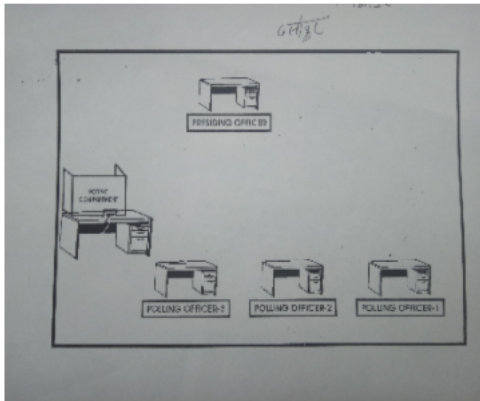 PRESIDING OFFICER
VOTING
COMPARTMENT
POLLING OFFICER-3
POLLING OFFICER-2
POLLING OFFICER-1